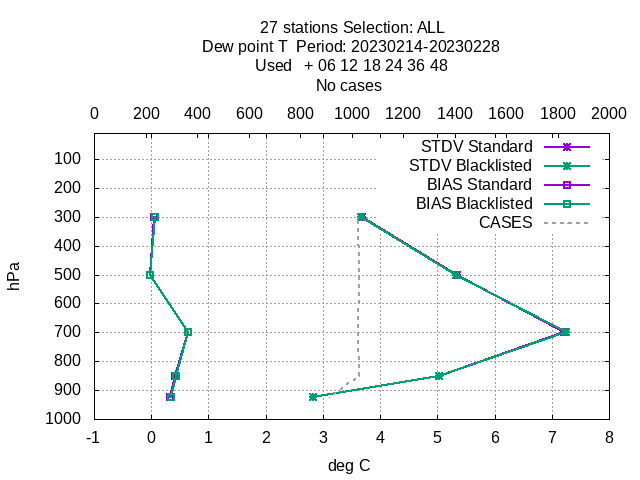 27 stations Selection: ALL
Dew point T  Period: 20230214-20230228
Used   + 06 12 18 24 36 48
No cases
0 200 400 600 800 1000 1200 1400 1600 1800 2000
STDV Standard
STDV Blacklisted
BIAS Standard
BIAS Blacklisted
CASES
hPa
100
200
300
400
500
600
700
800
900
1000
-1 0 1 2 3 4 5 6 7 8
deg C